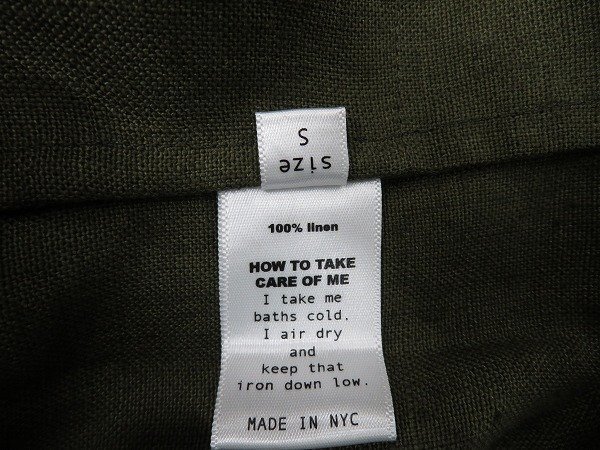 size
S
100% linen
HOW TO TAKE
CARE OF ME
I take me
baths cold.
I air dry
and
keep that
iron down low.
MADE IN NYC